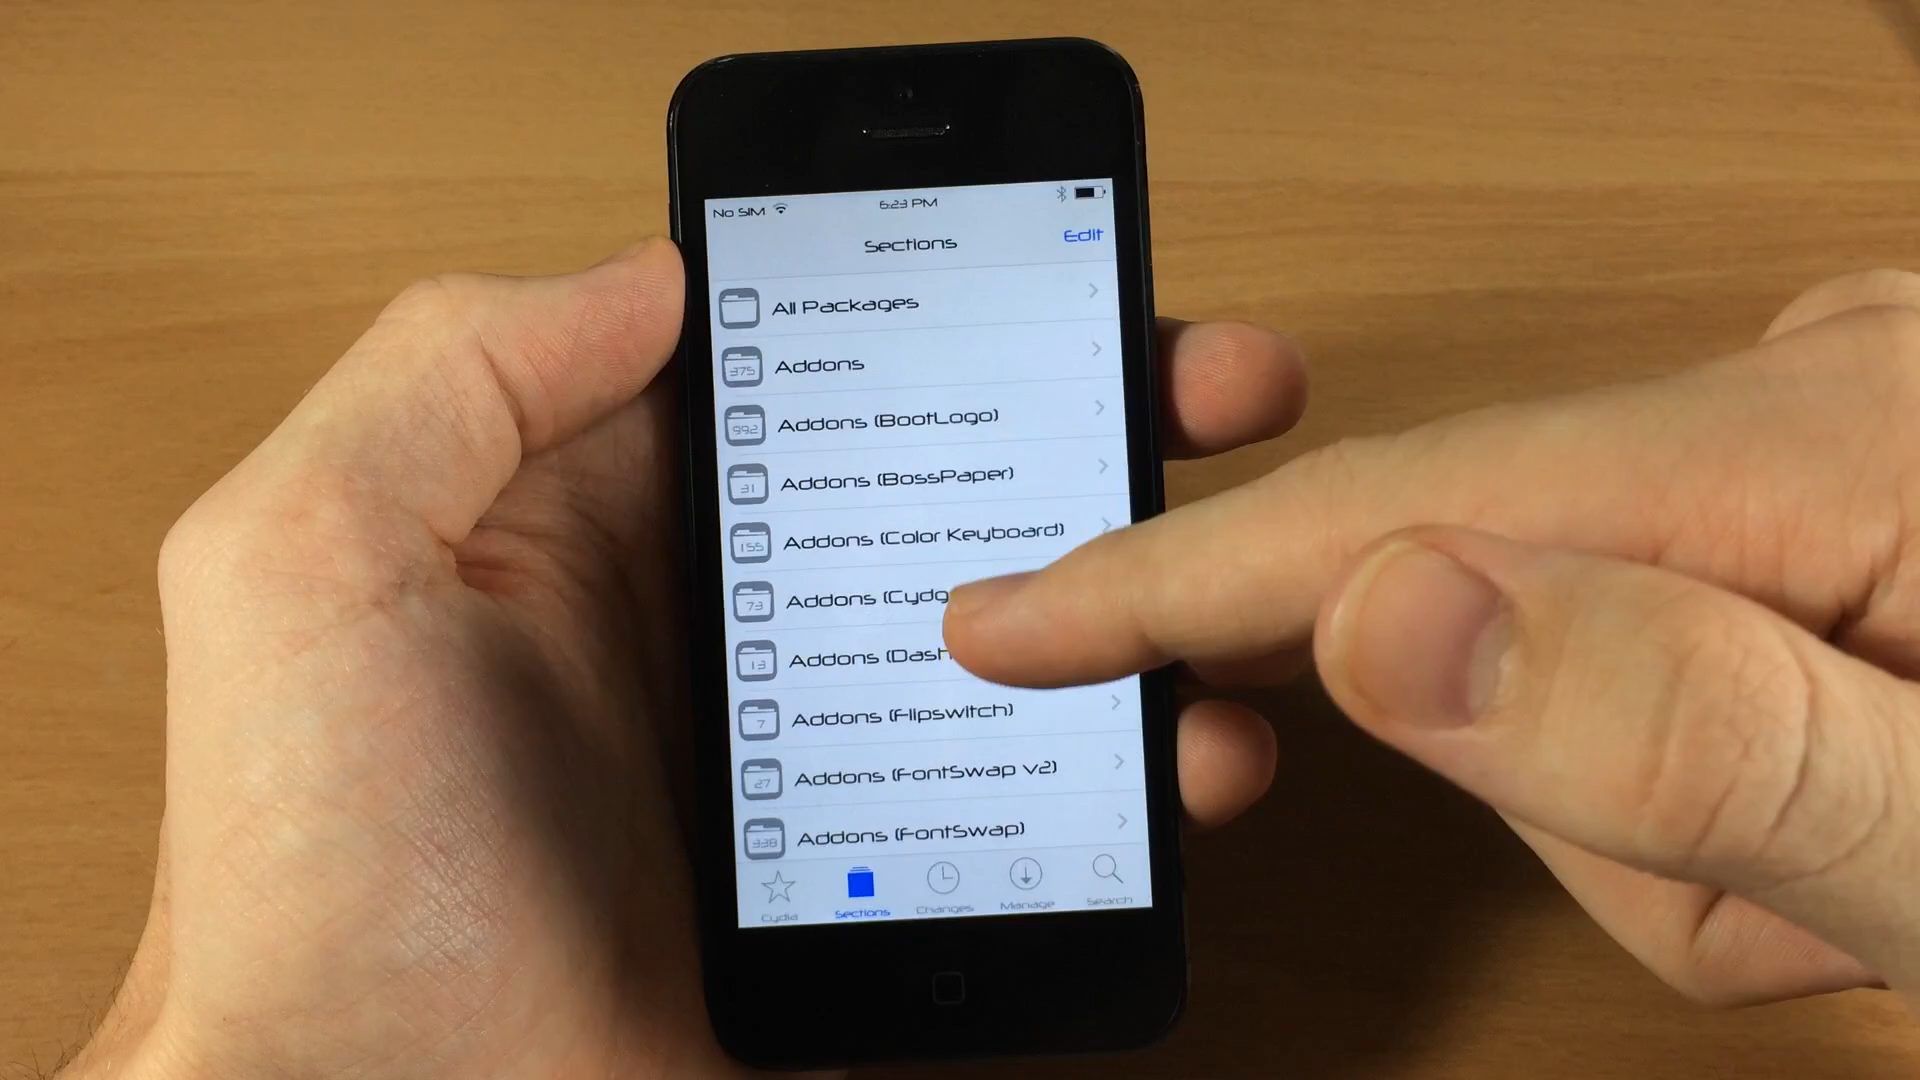 No SIM 6:23 PM
Sections Edit
All Packages
375 Addons
992 Addons (BootLogo)
31 Addons (BossPaper)
155 Addons (Color Keyboard)
73 Addons (Cydg
13 Addons (Dash
7 Addons (Flipswitch)
27 Addons (FontSwap v2)
338 Addons (FontSwap)
Cydia Sections Changes Manage Search